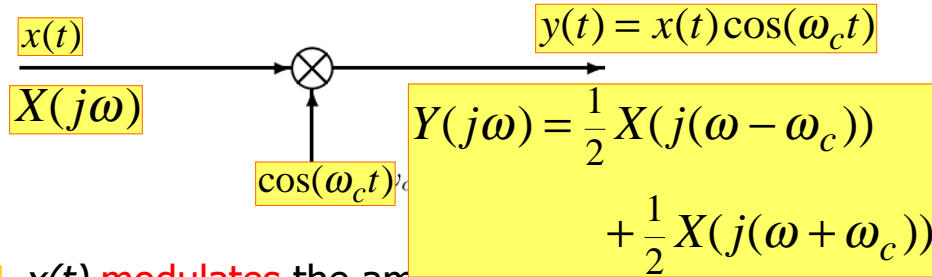 x(t)
y(t) = x(t)cos(ω_c t)
X(jω)
Y(jω) = 1/2 X(j(ω − ω_c))
cos(ω_c t)
+ 1/2 X(j(ω + ω_c))
x(t) modulates the am